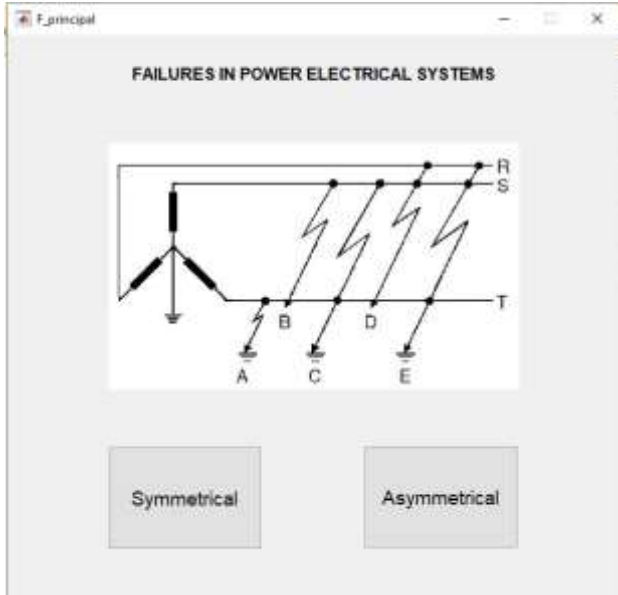 F_principal
FAILURES IN POWER ELECTRICAL SYSTEMS
R
S
T
B D
A C E
Symmetrical Asymmetrical